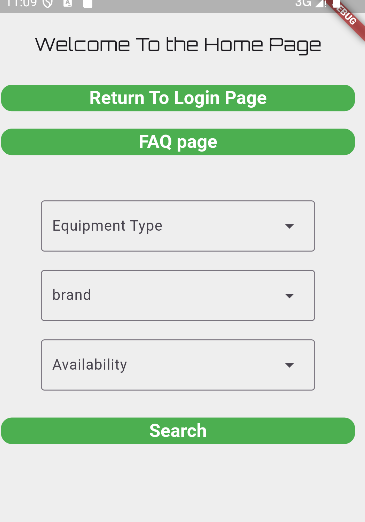 11:09 3G
DEBUG
Welcome To the Home Page
Return To Login Page
FAQ page
Equipment Type
brand
Availability
Search